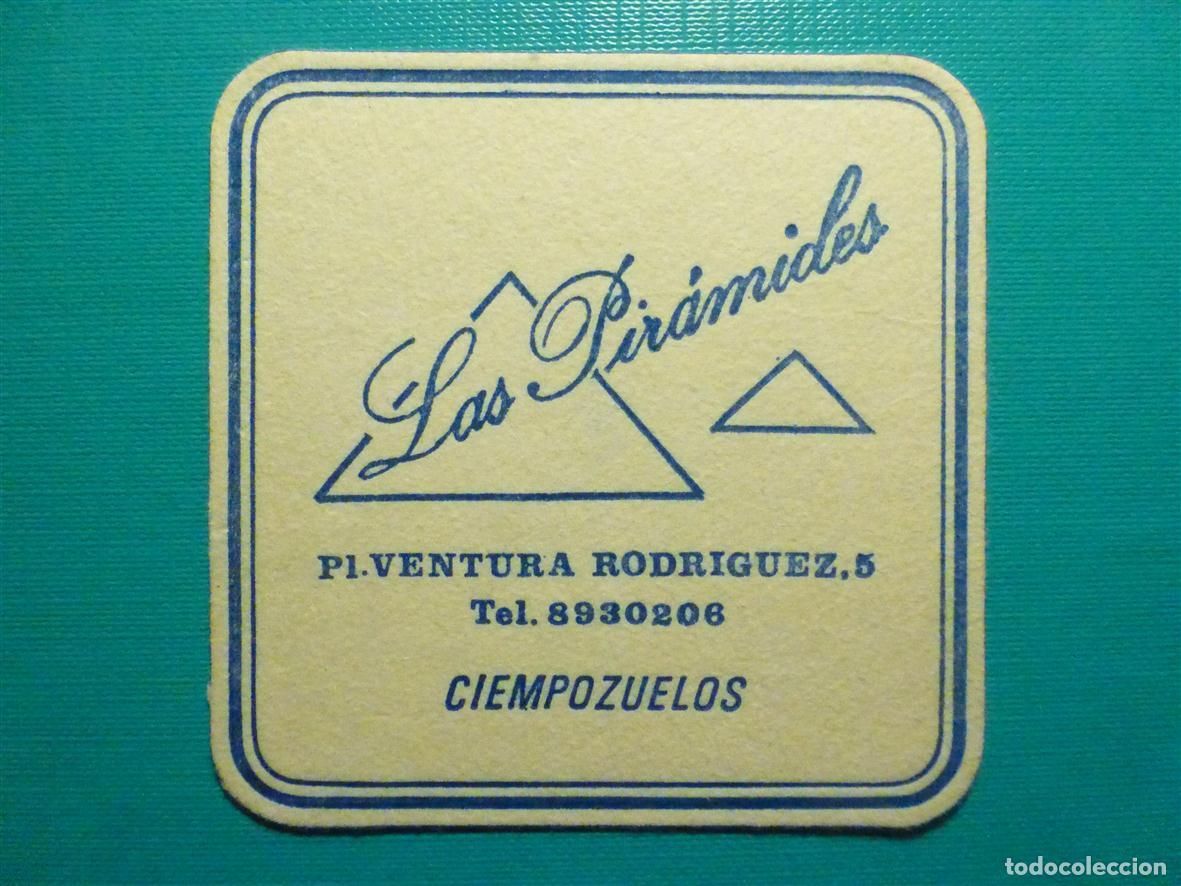 Las Pirámides
Pl.VENTURA RODRIGUEZ,5
Tel. 8930206
CIEMPOZUELOS
todocoleccion